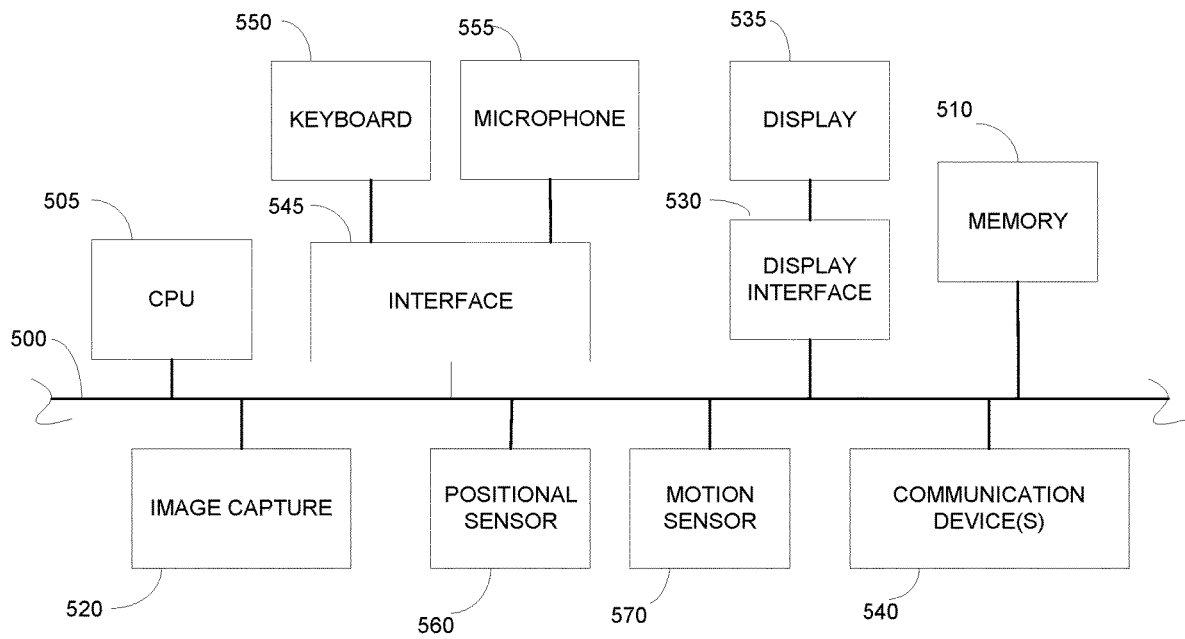 550
555
535
KEYBOARD
MICROPHONE
DISPLAY
510
505
545
530
MEMORY
CPU
INTERFACE
DISPLAY
INTERFACE
500
IMAGE CAPTURE
POSITIONAL
SENSOR
MOTION
SENSOR
COMMUNICATION
DEVICE(S)
520
560
570
540